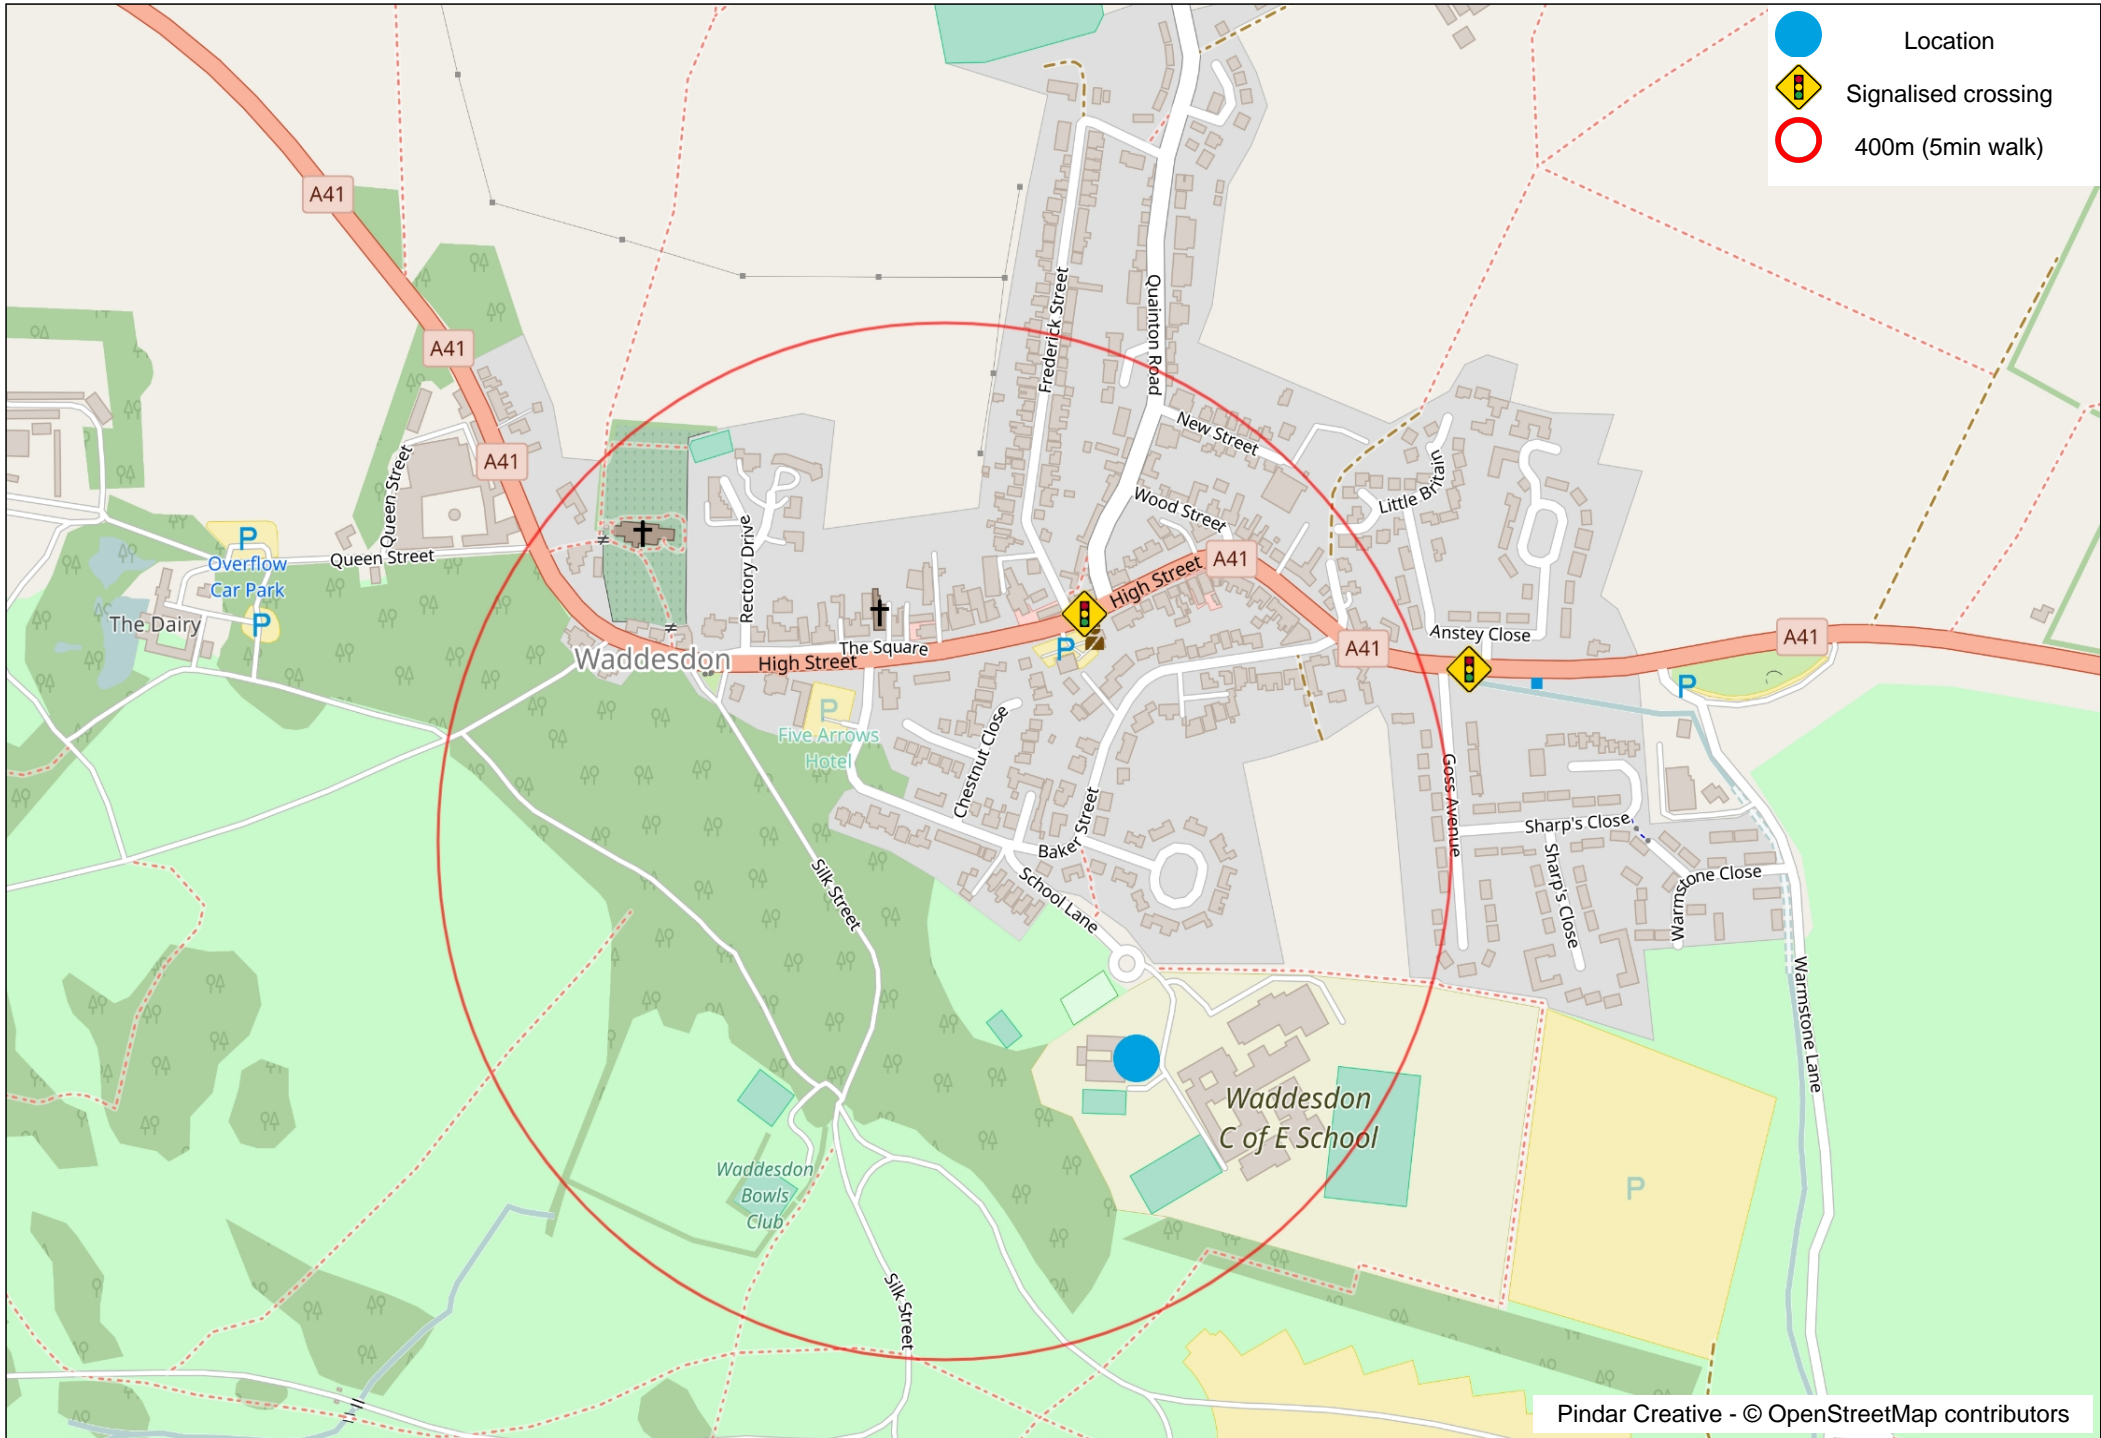 Location
Signalised crossing
400m (5min walk)
A41
A41
A41
Frederick Street
Quainton Road
New Street
Wood Street
Little Britain
Queen Street
Queen Street
P
Overflow
Car Park
P
The Dairy
Rectory Drive
High Street
A41
The Square
Waddesdon
High Street
P
Anstey Close
A41
A41
P
P
Five Arrows
Hotel
Chestnut Close
Baker Street
Goss Avenue
Sharp's Close
Sharp's Close
Warmstone Close
Silk Street
School Lane
Warmstone Lane
Waddesdon
C of E School
Waddesdon
Bowls
Club
P
Silk Street
Pindar Creative - © OpenStreetMap contributors